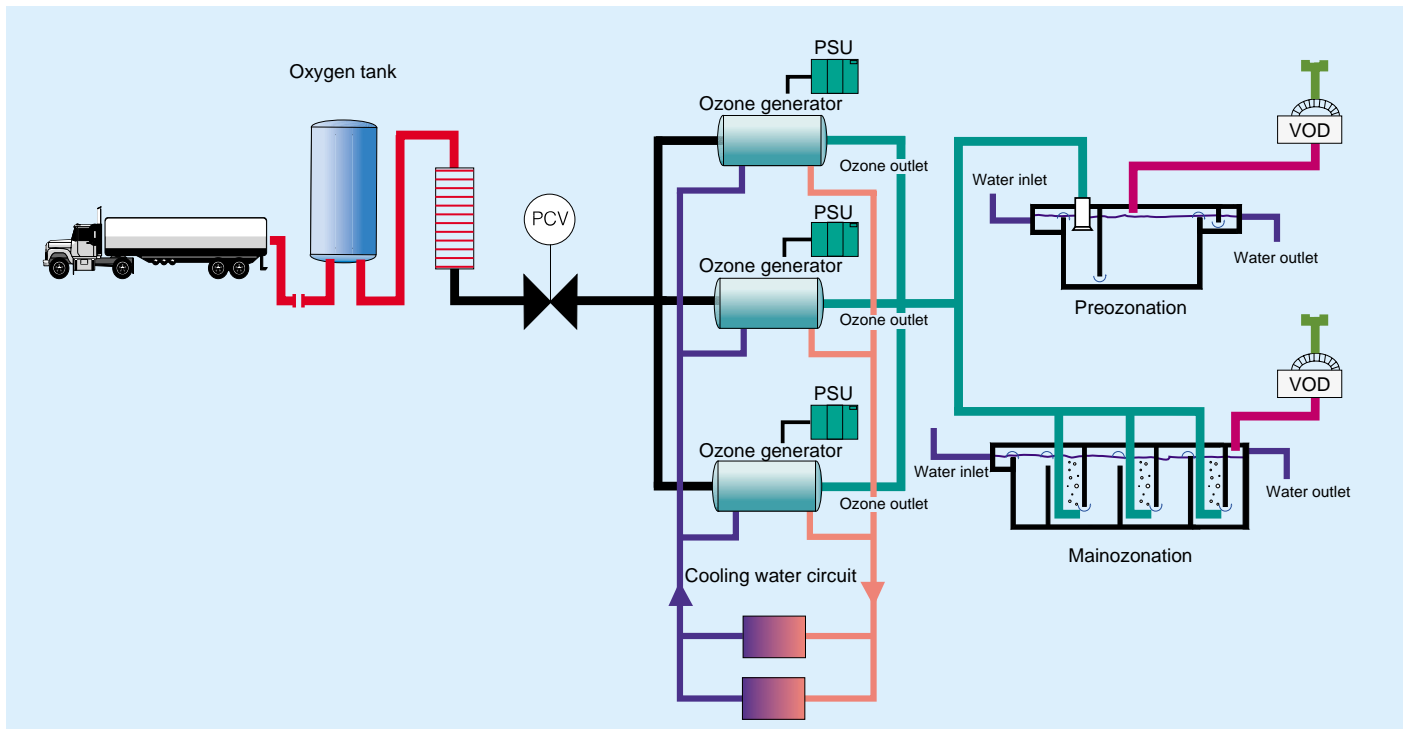 Oxygen tank
PCV
PSU
Ozone generator
Ozone outlet
PSU
Ozone generator
Ozone outlet
PSU
Ozone generator
Ozone outlet
Cooling water circuit
VOD
Water inlet
Water outlet
Preozonation
VOD
Water inlet
Water outlet
Mainozonation